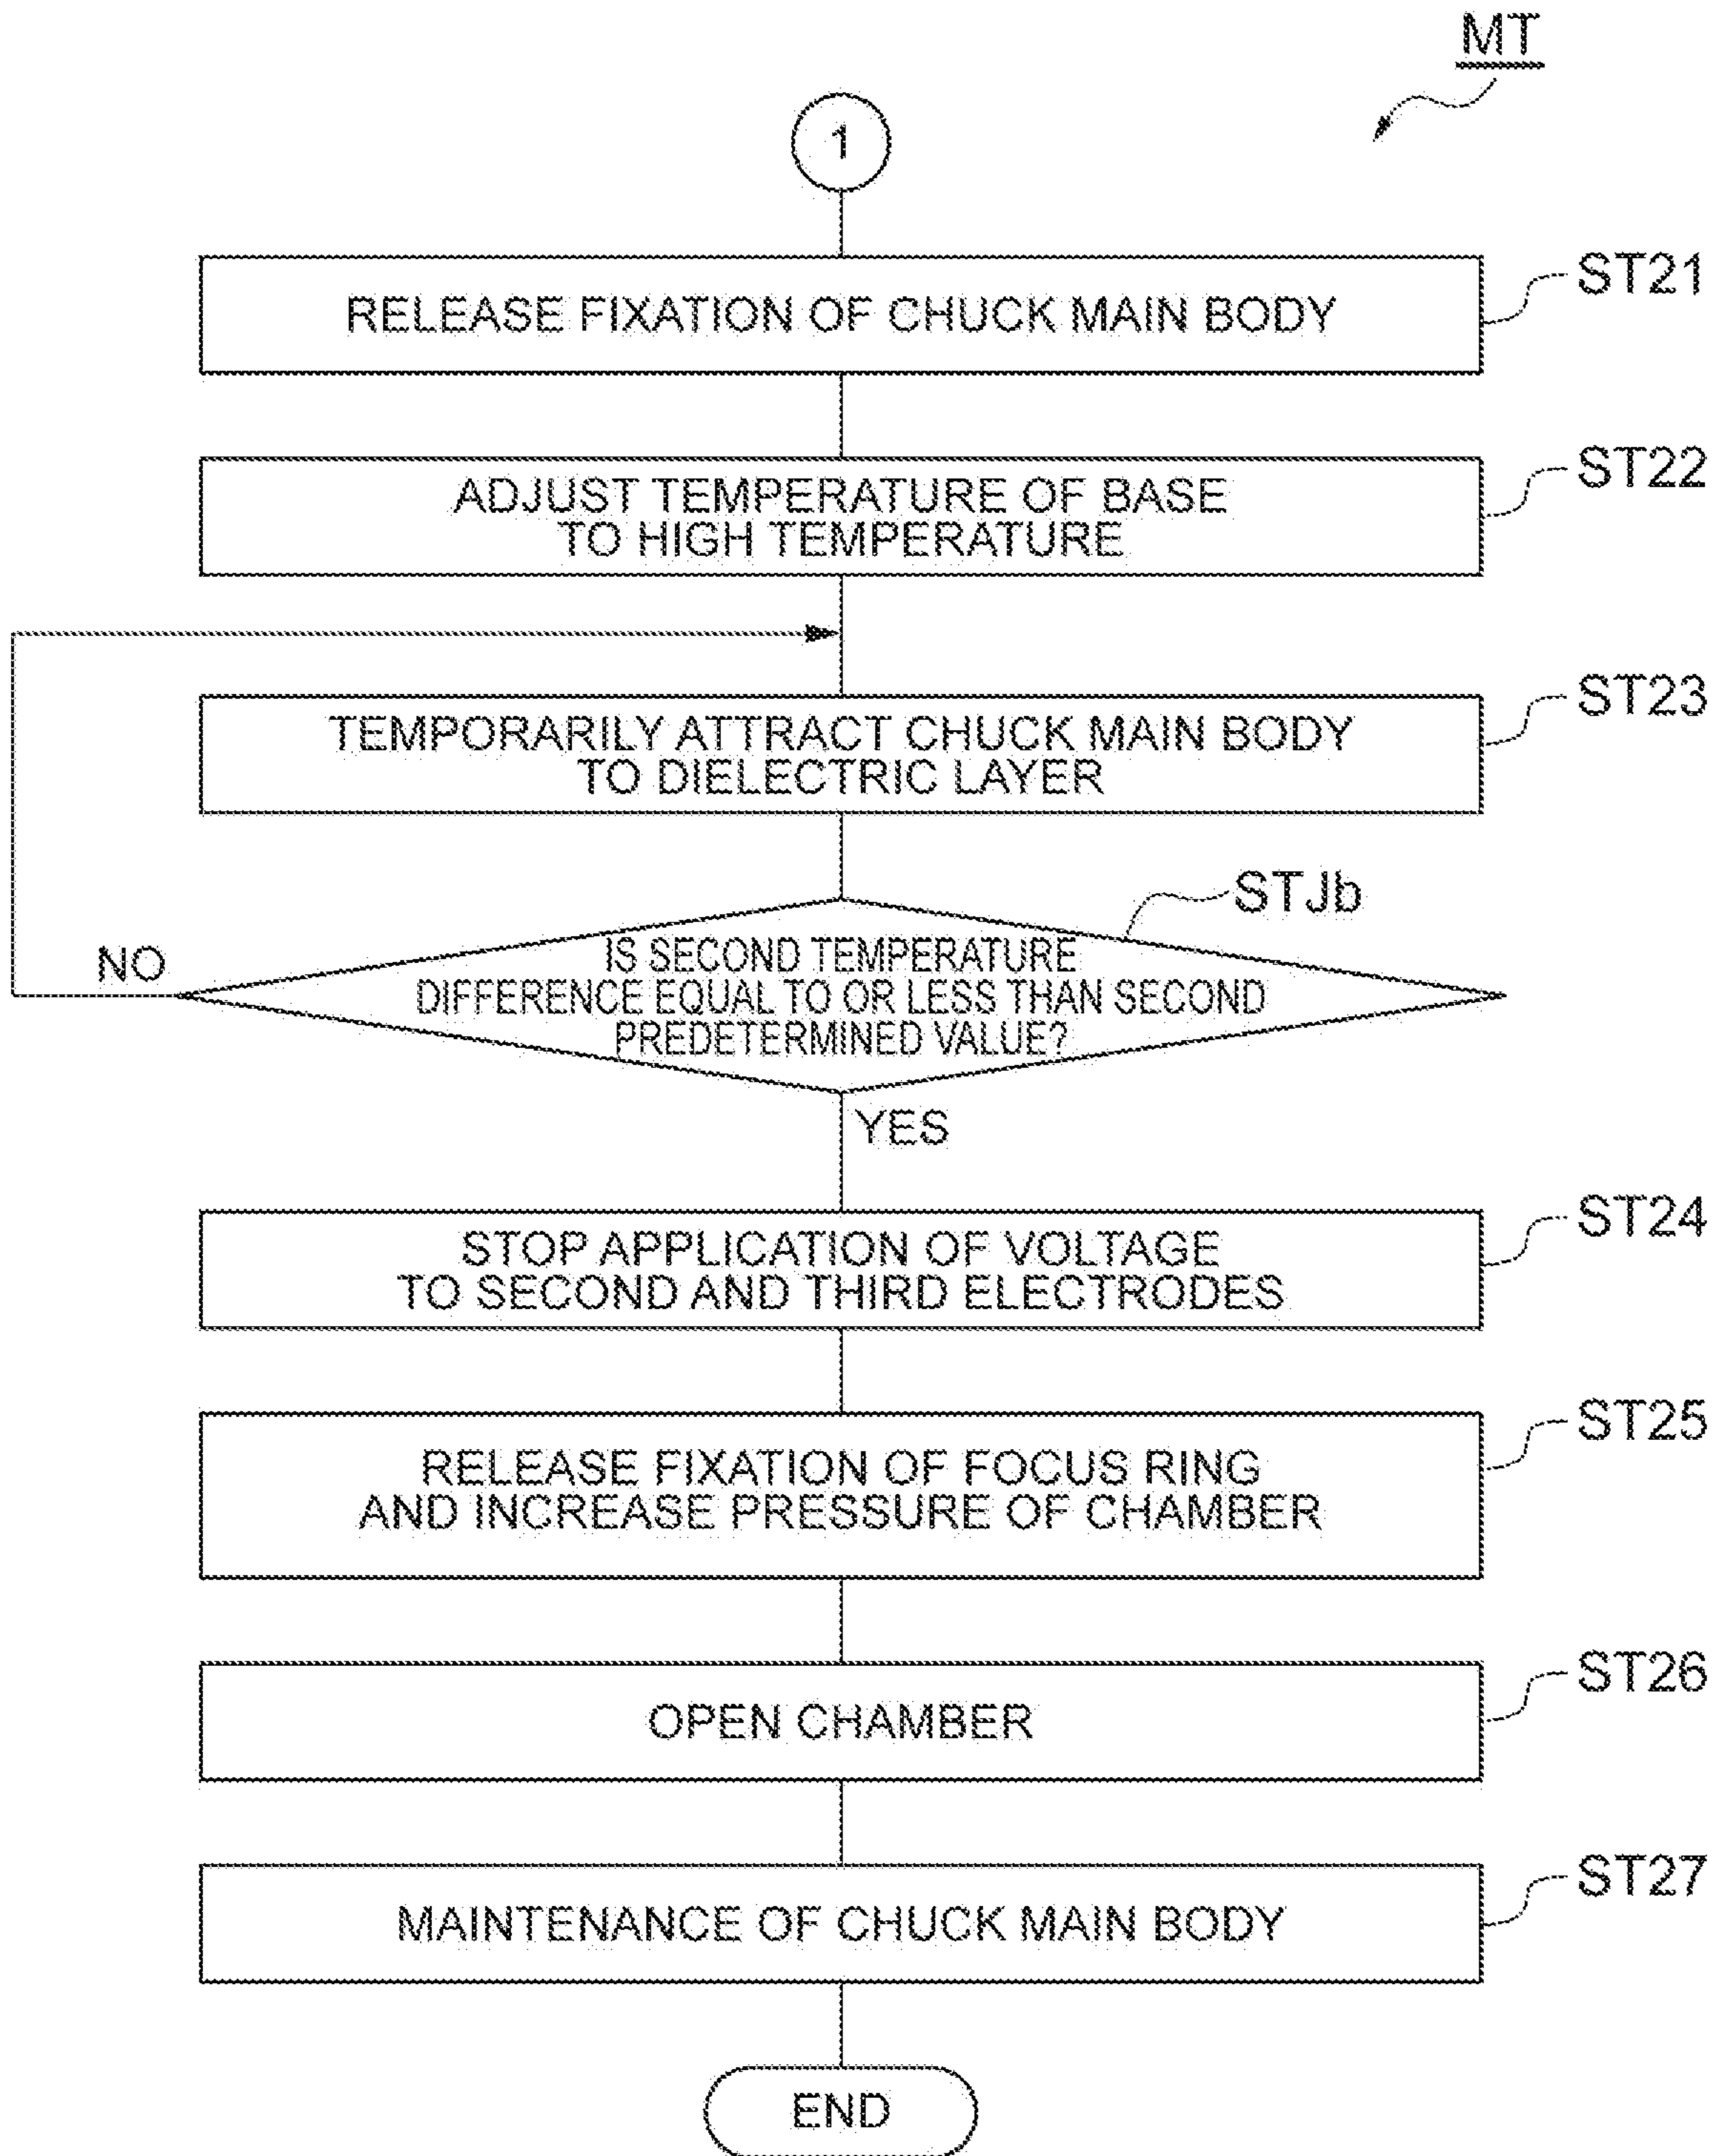 MT
1
RELEASE FIXATION OF CHUCK MAIN BODY
ST21
ADJUST TEMPERATURE OF BASE
TO HIGH TEMPERATURE
ST22
TEMPORARILY ATTRACT CHUCK MAIN BODY
TO DIELECTRIC LAYER
ST23
STJb
IS SECOND TEMPERATURE
DIFFERENCE EQUAL TO OR LESS THAN SECOND
PREDETERMINED VALUE?
NO
YES
STOP APPLICATION OF VOLTAGE
TO SECOND AND THIRD ELECTRODES
ST24
RELEASE FIXATION OF FOCUS RING
AND INCREASE PRESSURE OF CHAMBER
ST25
OPEN CHAMBER
ST26
MAINTENANCE OF CHUCK MAIN BODY
ST27
END